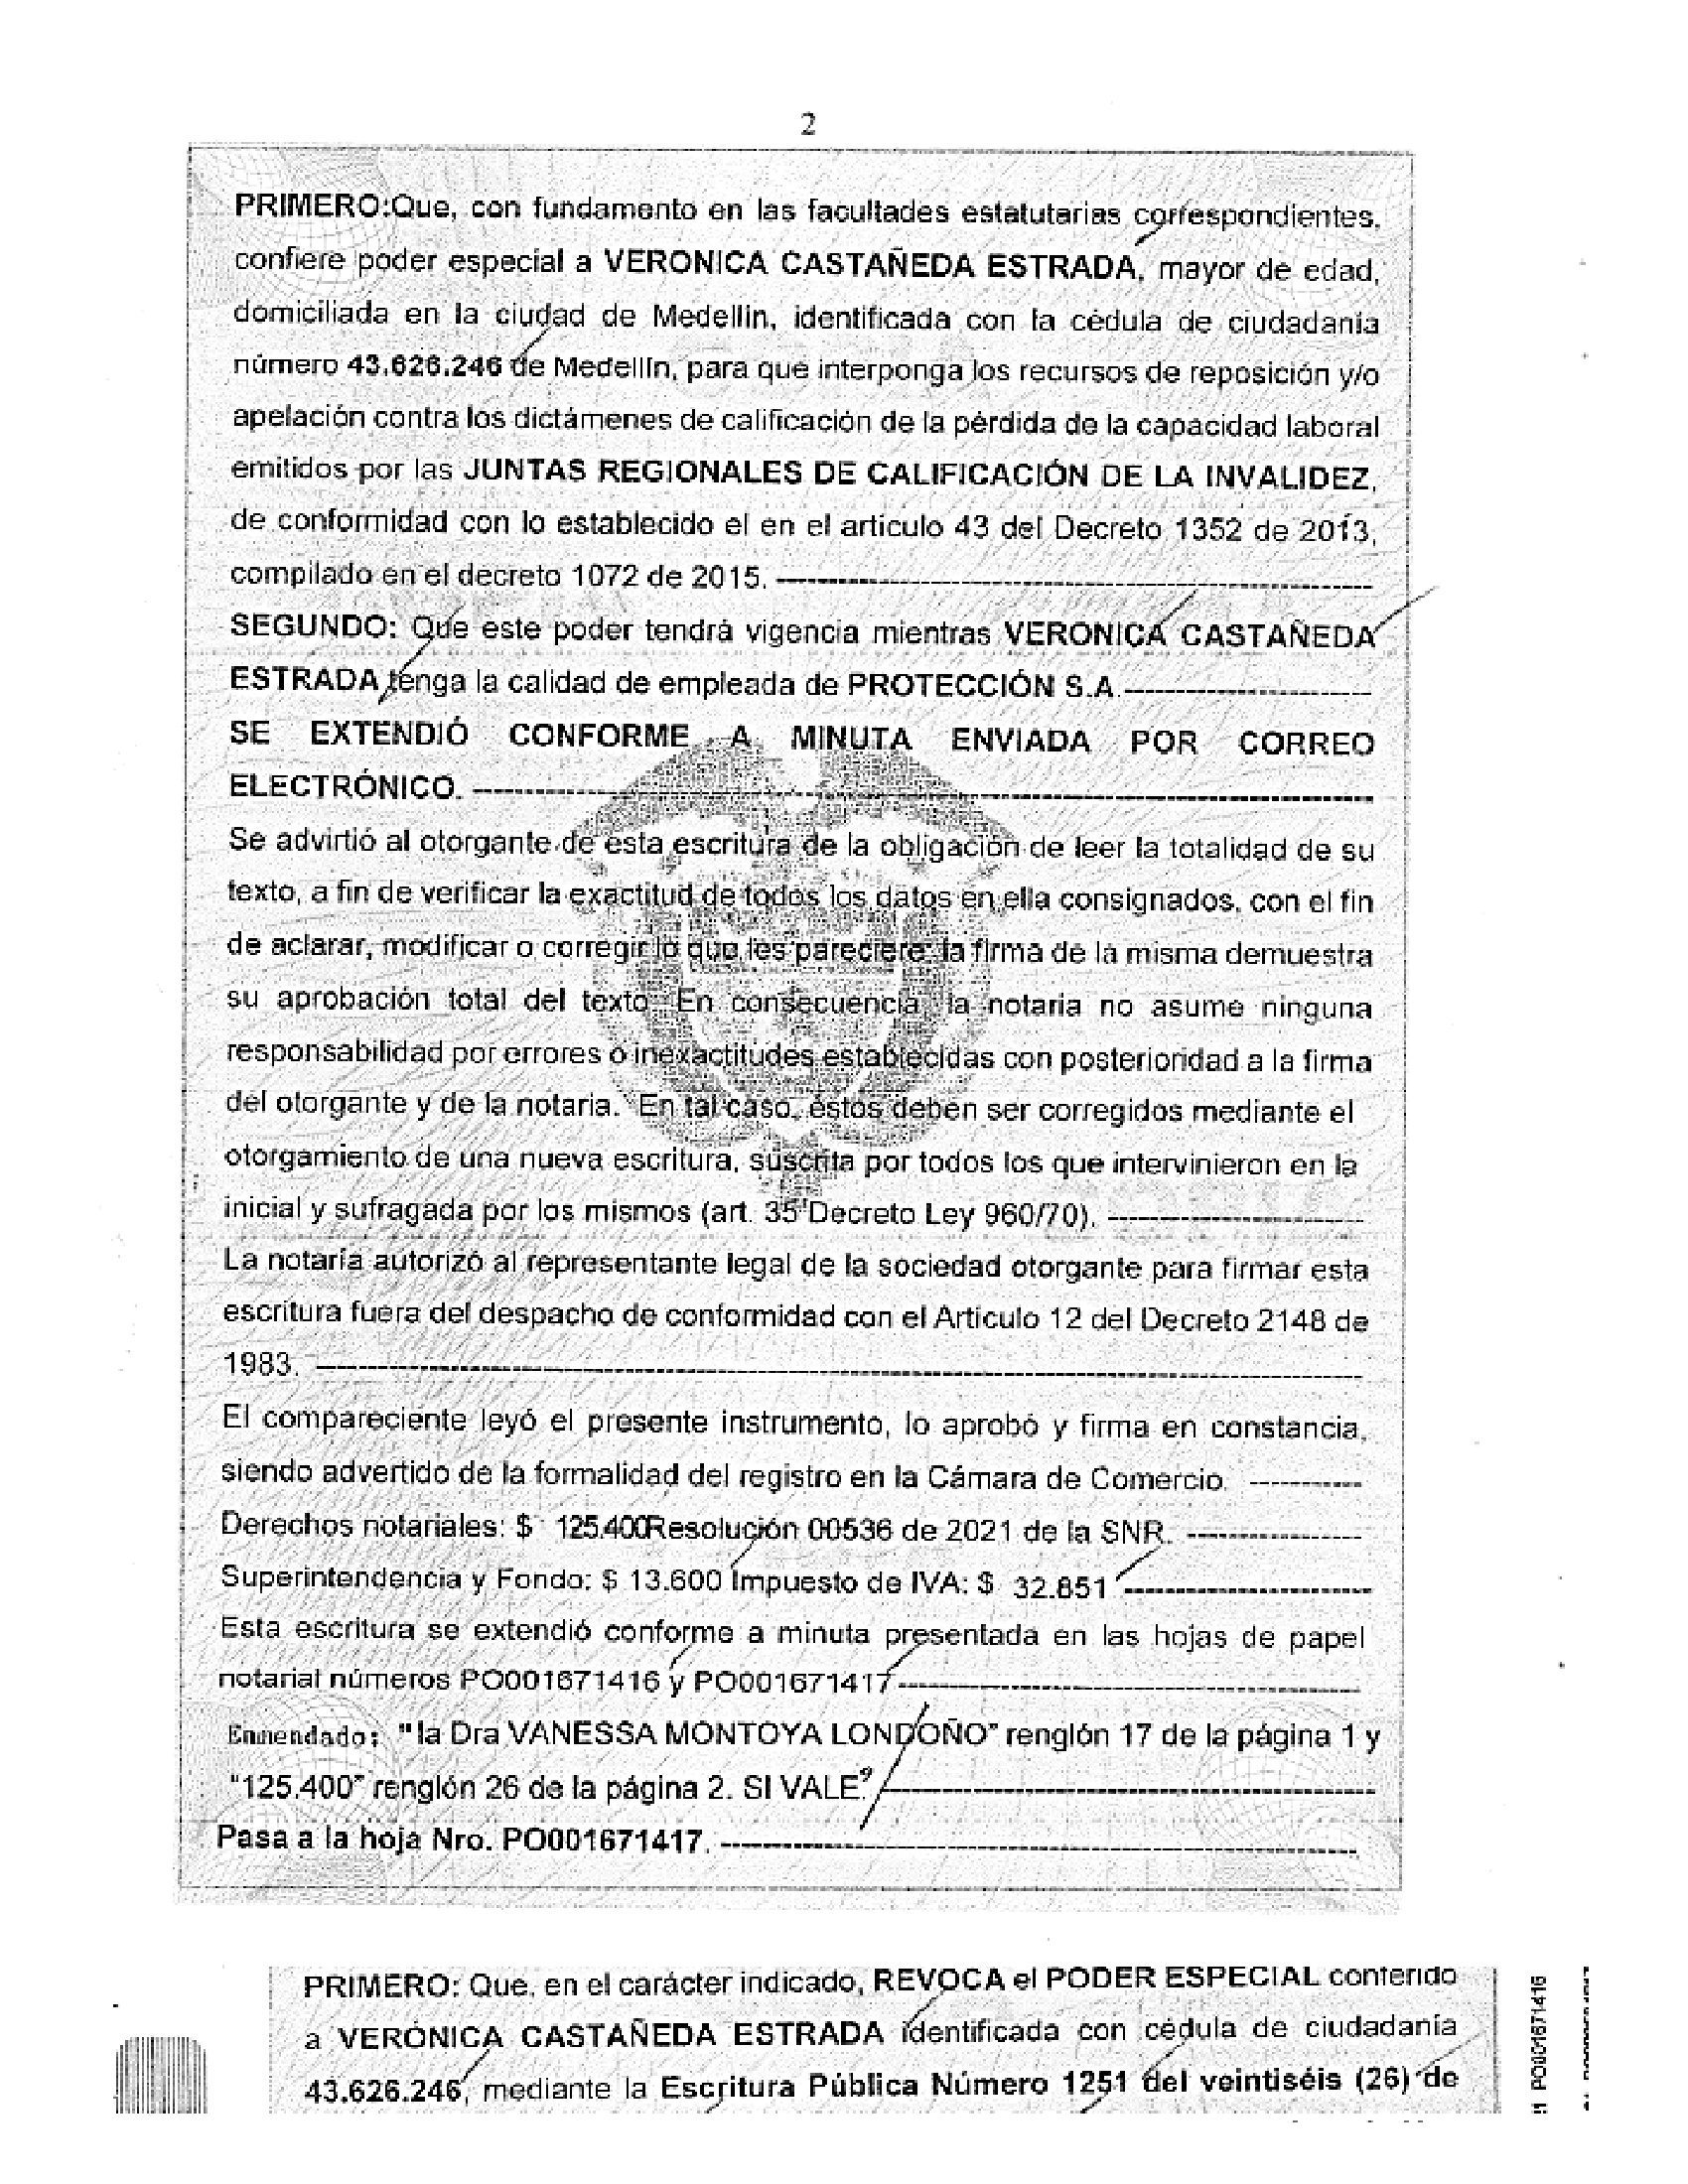 2
PRIMERO:Que, con fundamento en las facultades estatutarias correspondientes,
confiere poder especial a VERONICA CASTAÑEDA ESTRADA, mayor de edad,
domiciliada en la ciudad de Medellín, identificada con la cédula de ciudadanía
número 43.626.246 de Medellín, para que interponga los recursos de reposición y/o
apelación contra los dictámenes de calificación de la pérdida de la capacidad laboral
emitidos por las JUNTAS REGIONALES DE CALIFICACIÓN DE LA INVALIDEZ,
de conformidad con lo establecido el en el artículo 43 del Decreto 1352 de 2013,
compilado en el decreto 1072 de 2015. ----------
SEGUNDO: Que este poder tendrá vigencia mientras VERONICA CASTAÑEDA
ESTRADA tenga la calidad de empleada de PROTECCIÓN S.A.----------
SE EXTENDIÓ CONFORME A MINUTA ENVIADA POR CORREO
ELECTRÓNICO. ----------
Se advirtió al otorgante de esta escritura de la obligación de leer la totalidad de su
texto, a fin de verificar la exactitud de todos los datos en ella consignados, con el fin
de aclarar, modificar o corregir lo que les pareciere; la firma de la misma demuestra
su aprobación total del texto. En consecuencia, la notaria no asume ninguna
responsabilidad por errores o inexactitudes establecidas con posterioridad a la firma
del otorgante y de la notaria. En tal caso, éstos deben ser corregidos mediante el
otorgamiento de una nueva escritura, suscrita por todos los que intervinieron en la
inicial y sufragada por los mismos (art. 35 Decreto Ley 960/70). ----------
La notaría autorizó al representante legal de la sociedad otorgante para firmar esta
escritura fuera del despacho de conformidad con el Articulo 12 del Decreto 2148 de
1983. ----------
El compareciente leyó el presente instrumento, lo aprobó y firma en constancia,
siendo advertido de la formalidad del registro en la Cámara de Comercio. ----------
Derechos notariales: $ 125.400Resolución 00536 de 2021 de la SNR. ----------
Superintendencia y Fondo: $ 13.600 Impuesto de IVA: $ 32.851 ----------
Esta escritura se extendió conforme a minuta presentada en las hojas de papel
notarial números PO001671416 y PO001671417----------
Enmendado: "la Dra VANESSA MONTOYA LONDOÑO" renglón 17 de la página 1 y
"125.400" renglón 26 de la página 2. SI VALE. ----------
Pasa a la hoja Nro. PO001671417. ----------
PRIMERO: Que, en el carácter indicado, REVOCA el PODER ESPECIAL contenido
a VERÓNICA CASTAÑEDA ESTRADA identificada con cédula de ciudadanía
43.626.246, mediante la Escritura Pública Número 1251 del veintiséis (26) de
PO001671416